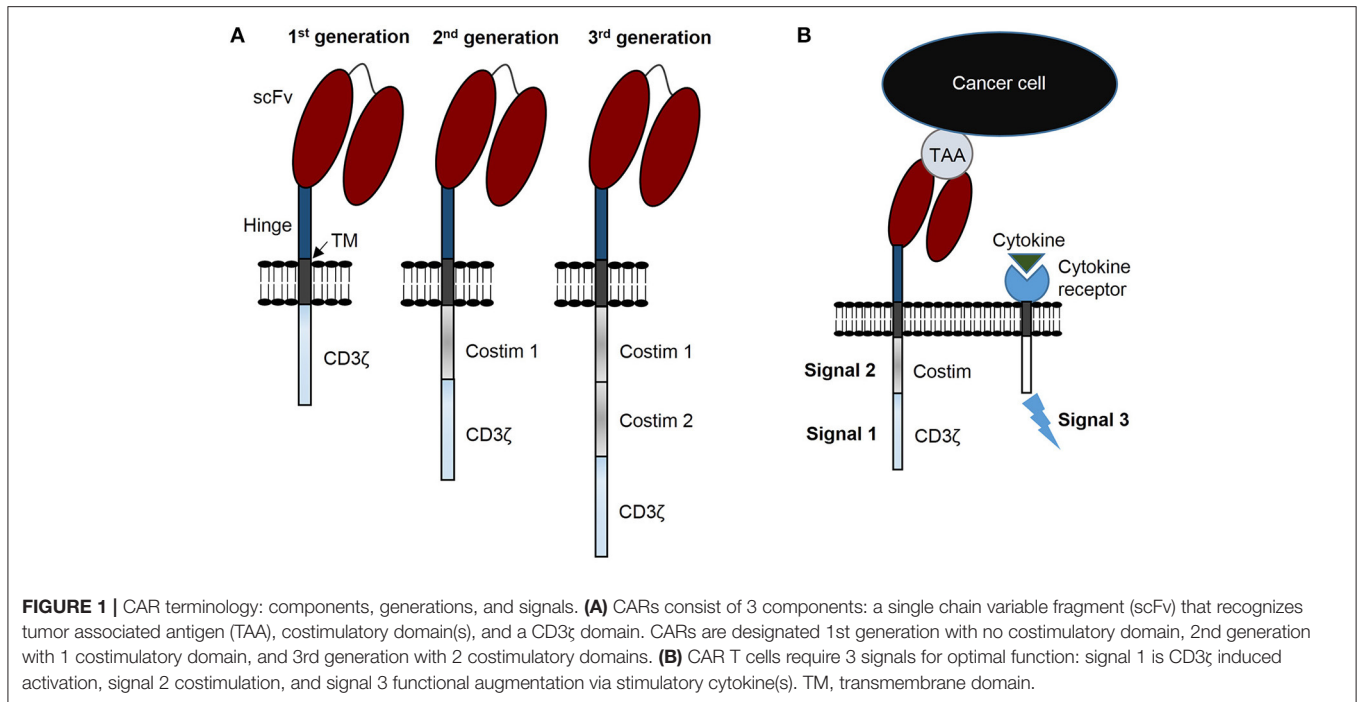 A
1st generation
2nd generation
3rd generation
scFv
Hinge
TM
CD3ζ
Costim 1
CD3ζ
Costim 1
Costim 2
CD3ζ
B
Cancer cell
TAA
Cytokine
Cytokine
receptor
Signal 2
Costim
Signal 1
CD3ζ
Signal 3
FIGURE 1 | CAR terminology: components, generations, and signals. (A) CARs consist of 3 components: a single chain variable fragment (scFv) that recognizes
tumor associated antigen (TAA), costimulatory domain(s), and a CD3ζ domain. CARs are designated 1st generation with no costimulatory domain, 2nd generation
with 1 costimulatory domain, and 3rd generation with 2 costimulatory domains. (B) CAR T cells require 3 signals for optimal function: signal 1 is CD3ζ induced
activation, signal 2 costimulation, and signal 3 functional augmentation via stimulatory cytokine(s). TM, transmembrane domain.